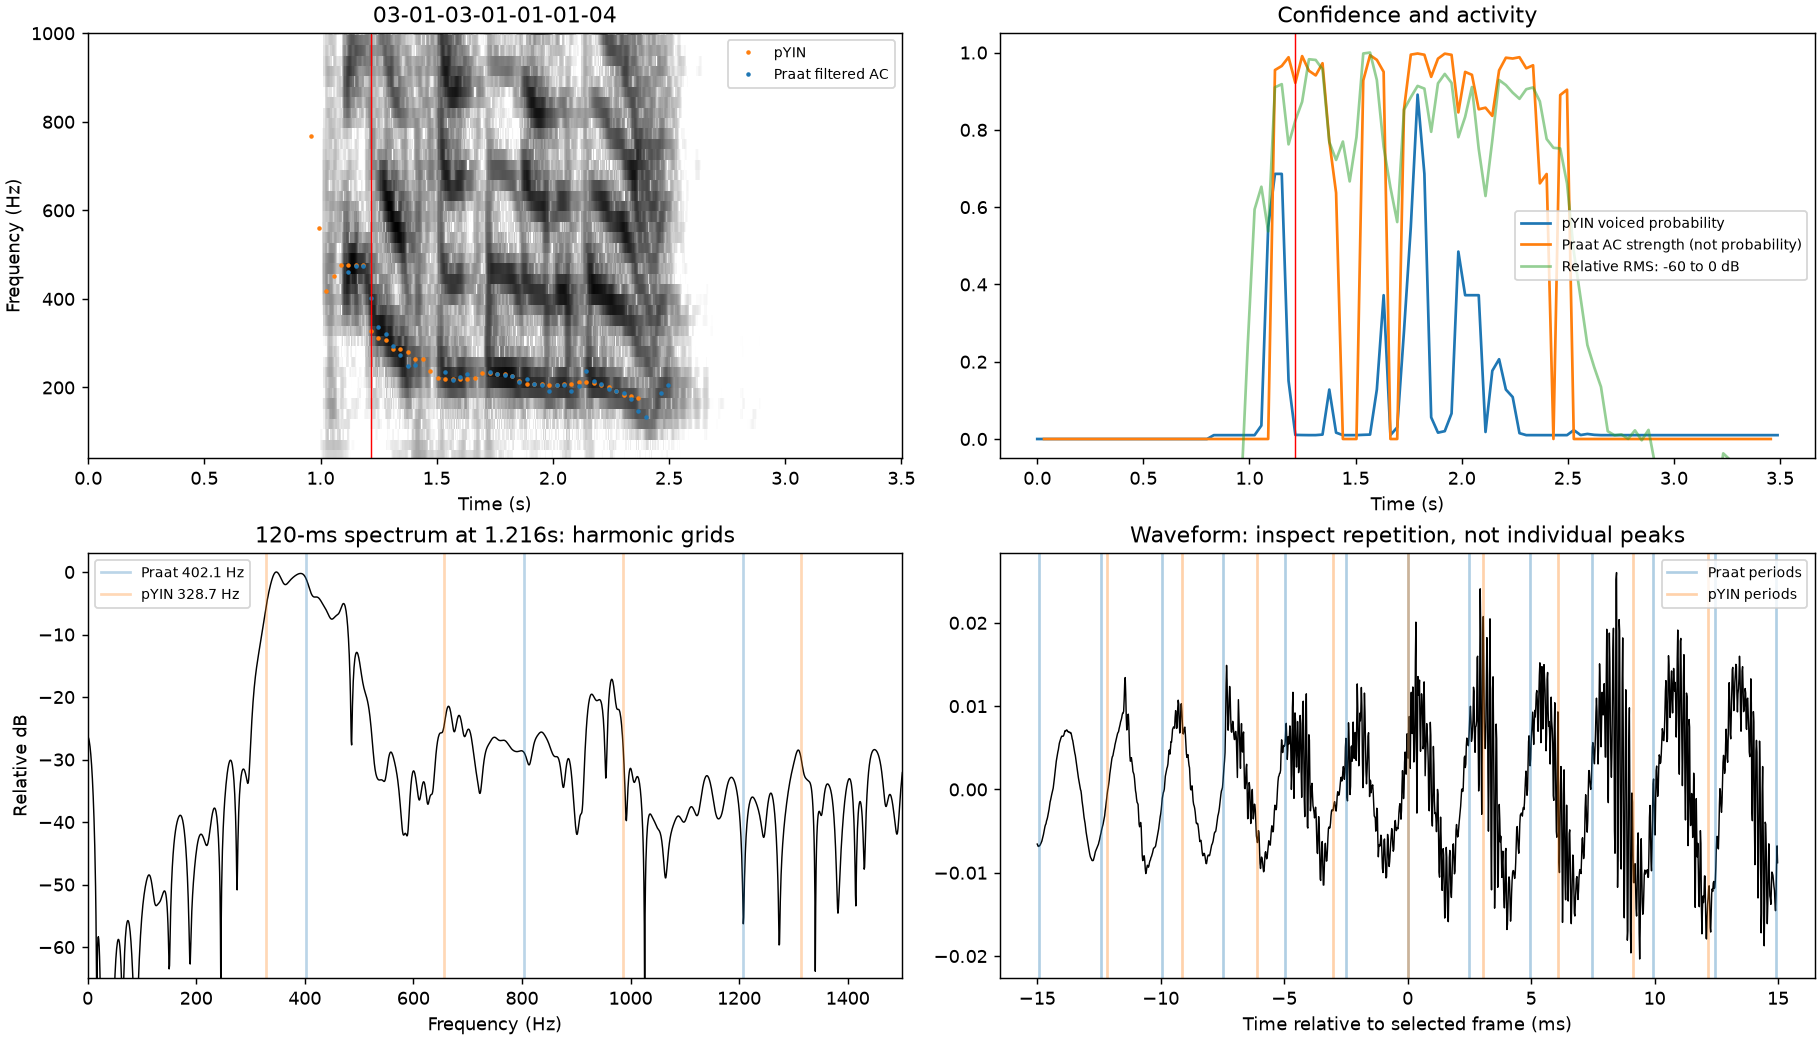 03-01-03-01-01-01-04
1000
800
600
400
200
Frequency (Hz)
0.0 0.5 1.0 1.5 2.0 2.5 3.0 3.5
Time (s)
pYIN
Praat filtered AC
Confidence and activity
1.0
0.8
0.6
0.4
0.2
0.0
0.0 0.5 1.0 1.5 2.0 2.5 3.0 3.5
Time (s)
pYIN voiced probability
Praat AC strength (not probability)
Relative RMS: -60 to 0 dB
120-ms spectrum at 1.216s: harmonic grids
0
−10
−20
−30
−40
−50
−60
Relative dB
0 200 400 600 800 1000 1200 1400
Frequency (Hz)
Praat 402.1 Hz
pYIN 328.7 Hz
Waveform: inspect repetition, not individual peaks
0.02
0.01
0.00
−0.01
−0.02
−15 −10 −5 0 5 10 15
Time relative to selected frame (ms)
Praat periods
pYIN periods